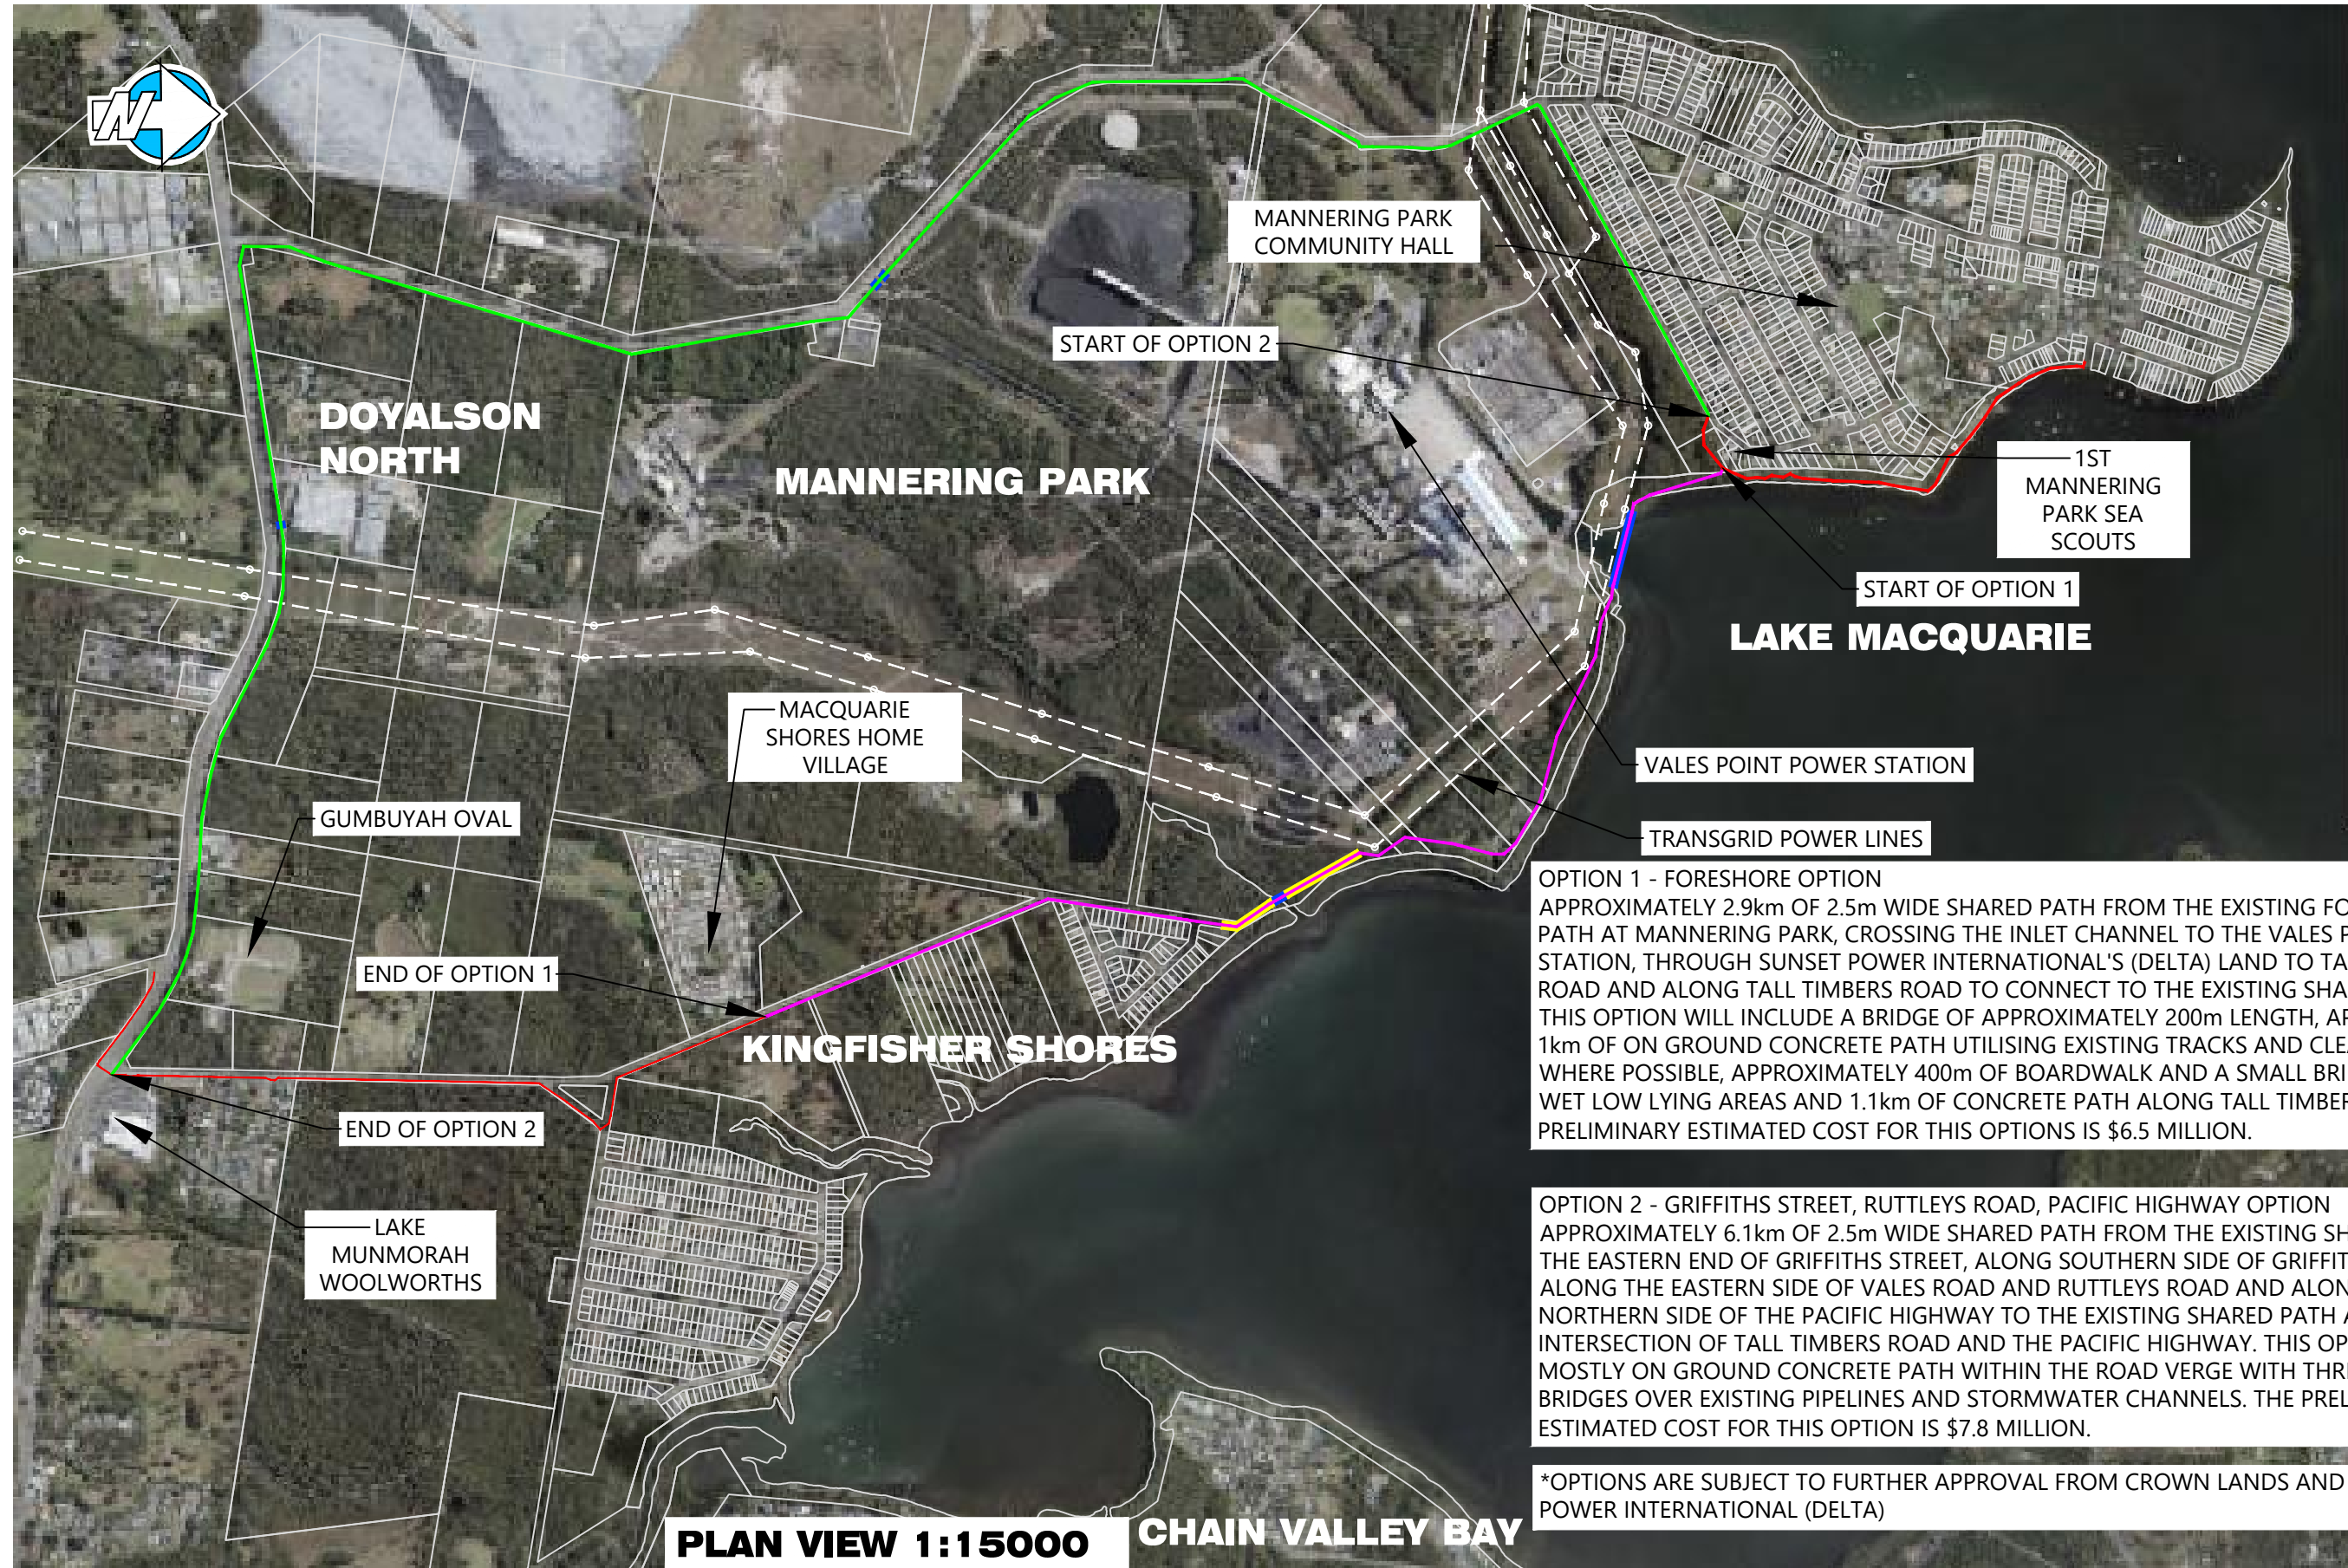 N
MANNERING PARK
COMMUNITY HALL
START OF OPTION 2
DOYALSON
NORTH
MANNERING PARK
1ST
MANNERING
PARK SEA
SCOUTS
START OF OPTION 1
LAKE MACQUARIE
MACQUARIE
SHORES HOME
VILLAGE
VALES POINT POWER STATION
GUMBUYAH OVAL
TRANSGRID POWER LINES
END OF OPTION 1
KINGFISHER SHORES
END OF OPTION 2
LAKE
MUNMORAH
WOOLWORTHS
OPTION 1 - FORESHORE OPTION
APPROXIMATELY 2.9km OF 2.5m WIDE SHARED PATH FROM THE EXISTING
PATH AT MANNERING PARK, CROSSING THE INLET CHANNEL TO THE VALES
STATION, THROUGH SUNSET POWER INTERNATIONAL'S (DELTA) LAND TO
ROAD AND ALONG TALL TIMBERS ROAD TO CONNECT TO THE EXISTING
THIS OPTION WILL INCLUDE A BRIDGE OF APPROXIMATELY 200m LENGTH,
1km OF ON GROUND CONCRETE PATH UTILISING EXISTING TRACKS AND
WHERE POSSIBLE, APPROXIMATELY 400m OF BOARDWALK AND A SMALL
WET LOW LYING AREAS AND 1.1km OF CONCRETE PATH ALONG TALL
PRELIMINARY ESTIMATED COST FOR THIS OPTIONS IS $6.5 MILLION.
OPTION 2 - GRIFFITHS STREET, RUTTLEYS ROAD, PACIFIC HIGHWAY OPTION
APPROXIMATELY 6.1km OF 2.5m WIDE SHARED PATH FROM THE EXISTING
THE EASTERN END OF GRIFFITHS STREET, ALONG SOUTHERN SIDE OF
ALONG THE EASTERN SIDE OF VALES ROAD AND RUTTLEYS ROAD AND
NORTHERN SIDE OF THE PACIFIC HIGHWAY TO THE EXISTING SHARED PATH
INTERSECTION OF TALL TIMBERS ROAD AND THE PACIFIC HIGHWAY. THIS
MOSTLY ON GROUND CONCRETE PATH WITHIN THE ROAD VERGE WITH
BRIDGES OVER EXISTING PIPELINES AND STORMWATER CHANNELS. THE
ESTIMATED COST FOR THIS OPTION IS $7.8 MILLION.
*OPTIONS ARE SUBJECT TO FURTHER APPROVAL FROM CROWN LANDS AND
POWER INTERNATIONAL (DELTA)
PLAN VIEW 1:15000
CHAIN VALLEY BAY